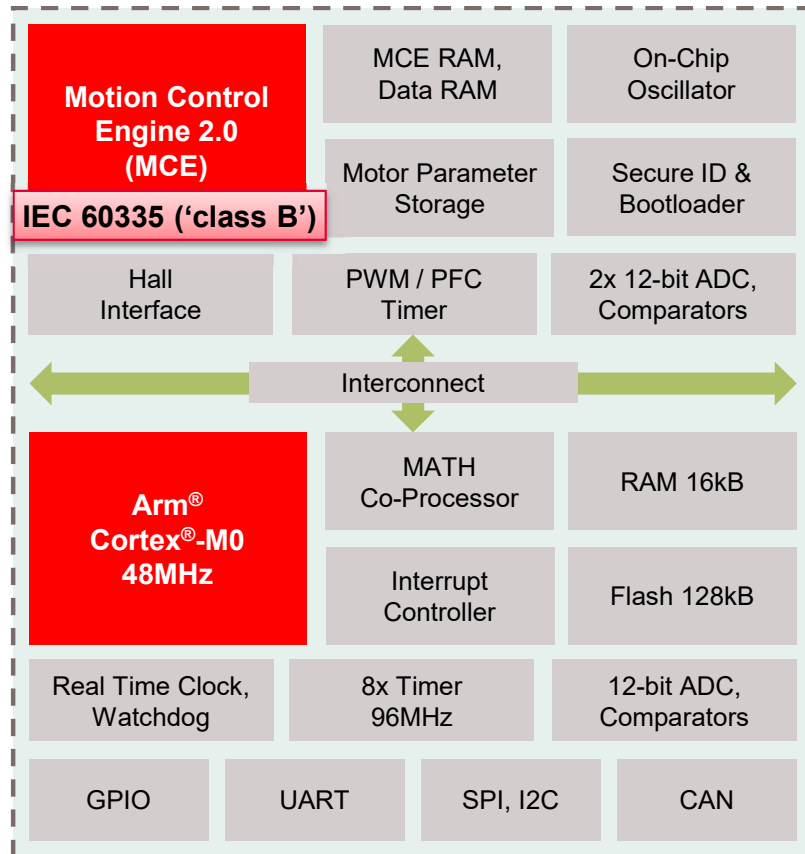 Motion Control
Engine 2.0
(MCE)
IEC 60335 (‘class B’)
MCE RAM,
Data RAM
On-Chip
Oscillator
Motor Parameter
Storage
Secure ID &
Bootloader
Hall
Interface
PWM / PFC
Timer
2x 12-bit ADC,
Comparators
Interconnect
Arm®
Cortex®-M0
48MHz
MATH
Co-Processor
RAM 16kB
Interrupt
Controller
Flash 128kB
Real Time Clock,
Watchdog
8x Timer
96MHz
12-bit ADC,
Comparators
GPIO
UART
SPI, I2C
CAN